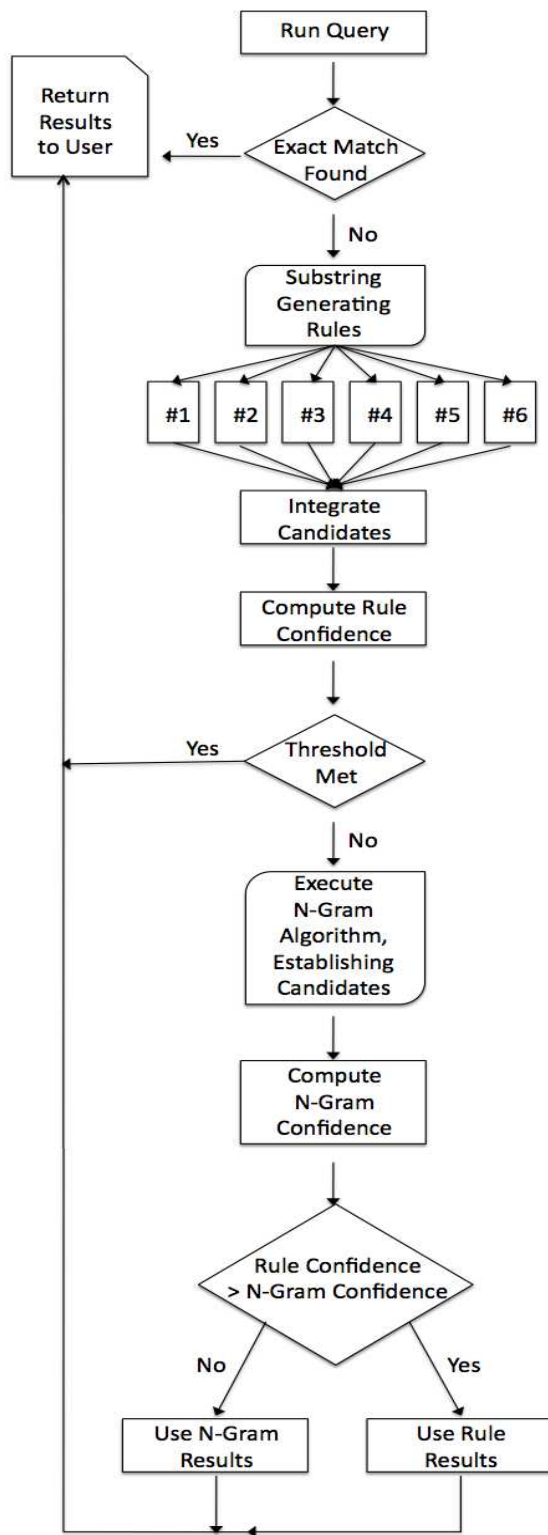 Run Query
Return
Results
to User
Yes
Exact Match
Found
No
Substring
Generating
Rules
#1
#2
#3
#4
#5
#6
Integrate
Candidates
Compute Rule
Confidence
Yes
Threshold
Met
No
Execute
N-Gram
Algorithm,
Establishing
Candidates
Compute
N-Gram
Confidence
Rule Confidence
> N-Gram Confidence
No
Yes
Use N-Gram
Results
Use Rule
Results